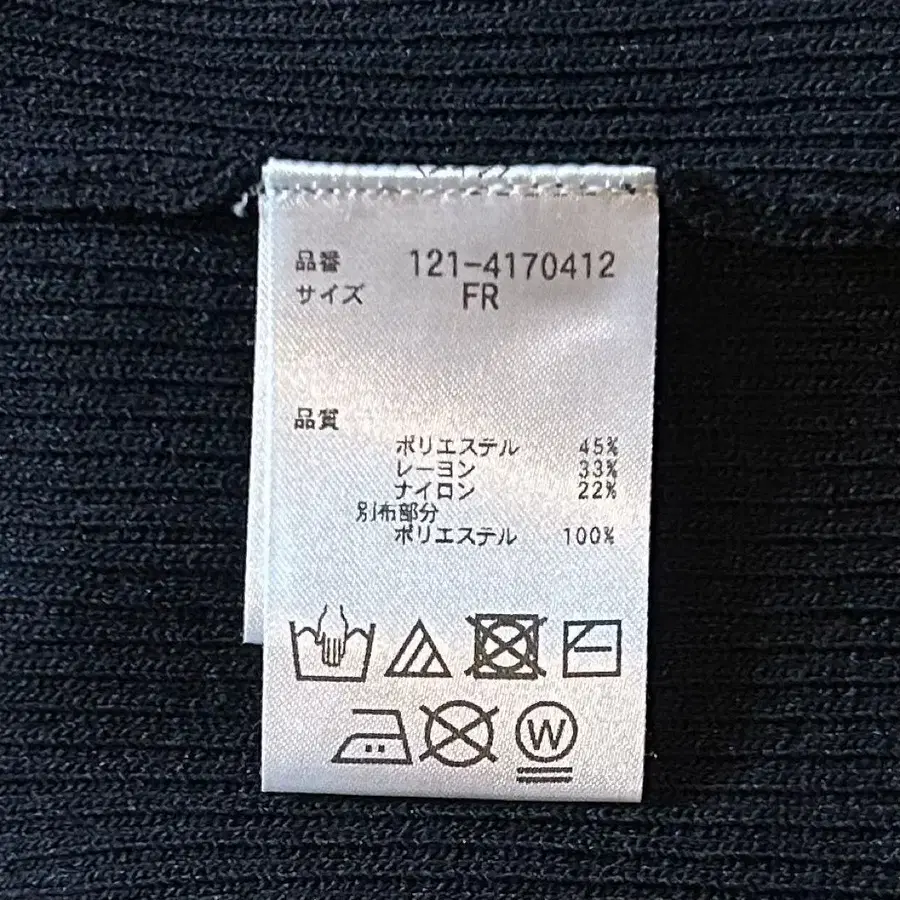 品番 121-4170412
サイズ FR
品質
ポリエステル 45%
レーヨン 33%
ナイロン 22%
別布部分
ポリエステル 100%
W